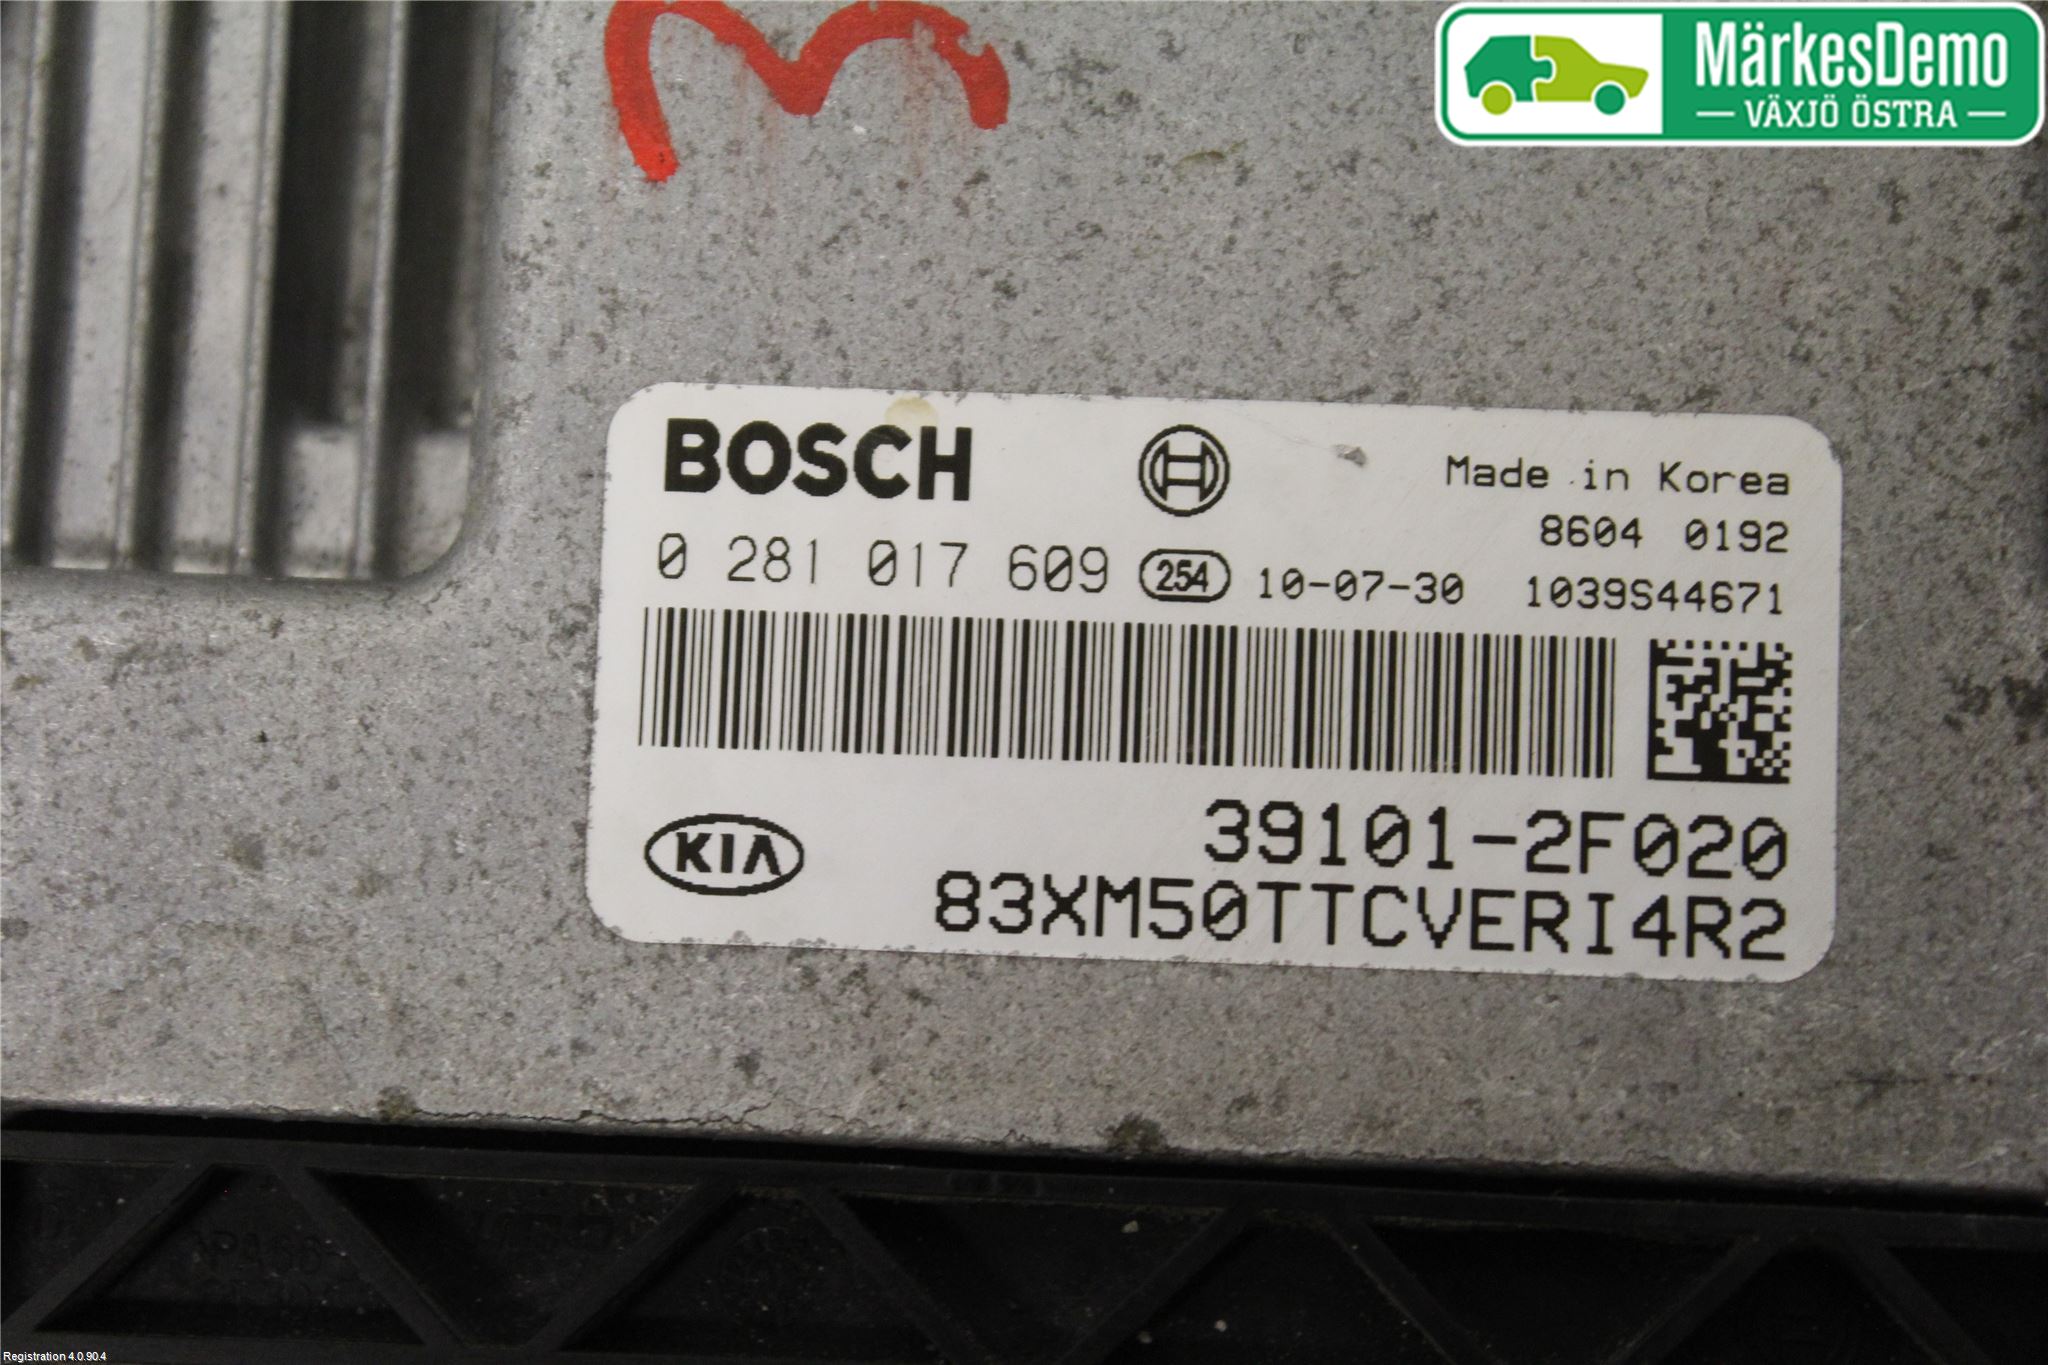 MärkesDemo
VÄXJÖ ÖSTRA
BOSCH
Made in Korea
8604 0192
0 281 017 609 254 10-07-30 1039S44671
KIA
39101-2F020
83XM50TTCVERI4R2
Registration 4.0.90.4